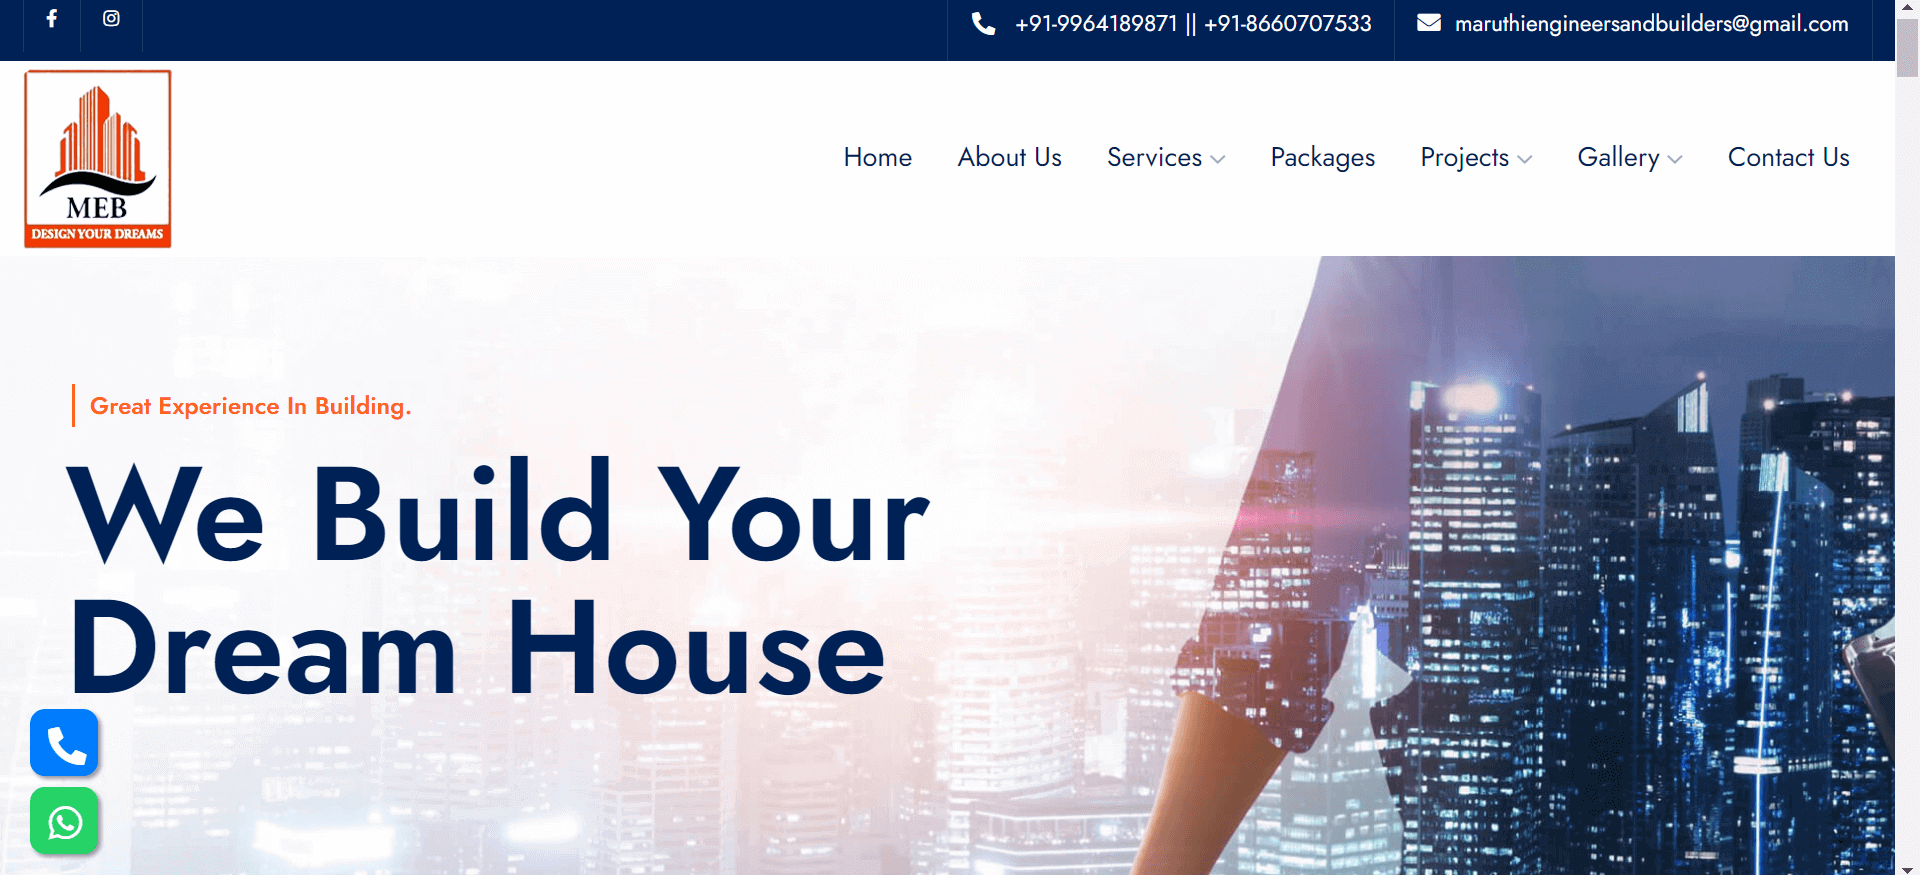 +91-9964189871 || +91-8660707533
maruthiengineersandbuilders@gmail.com
MEB
DESIGN YOUR DREAMS
Home
About Us
Services
Packages
Projects
Gallery
Contact Us
Great Experience In Building.
We Build Your
Dream House